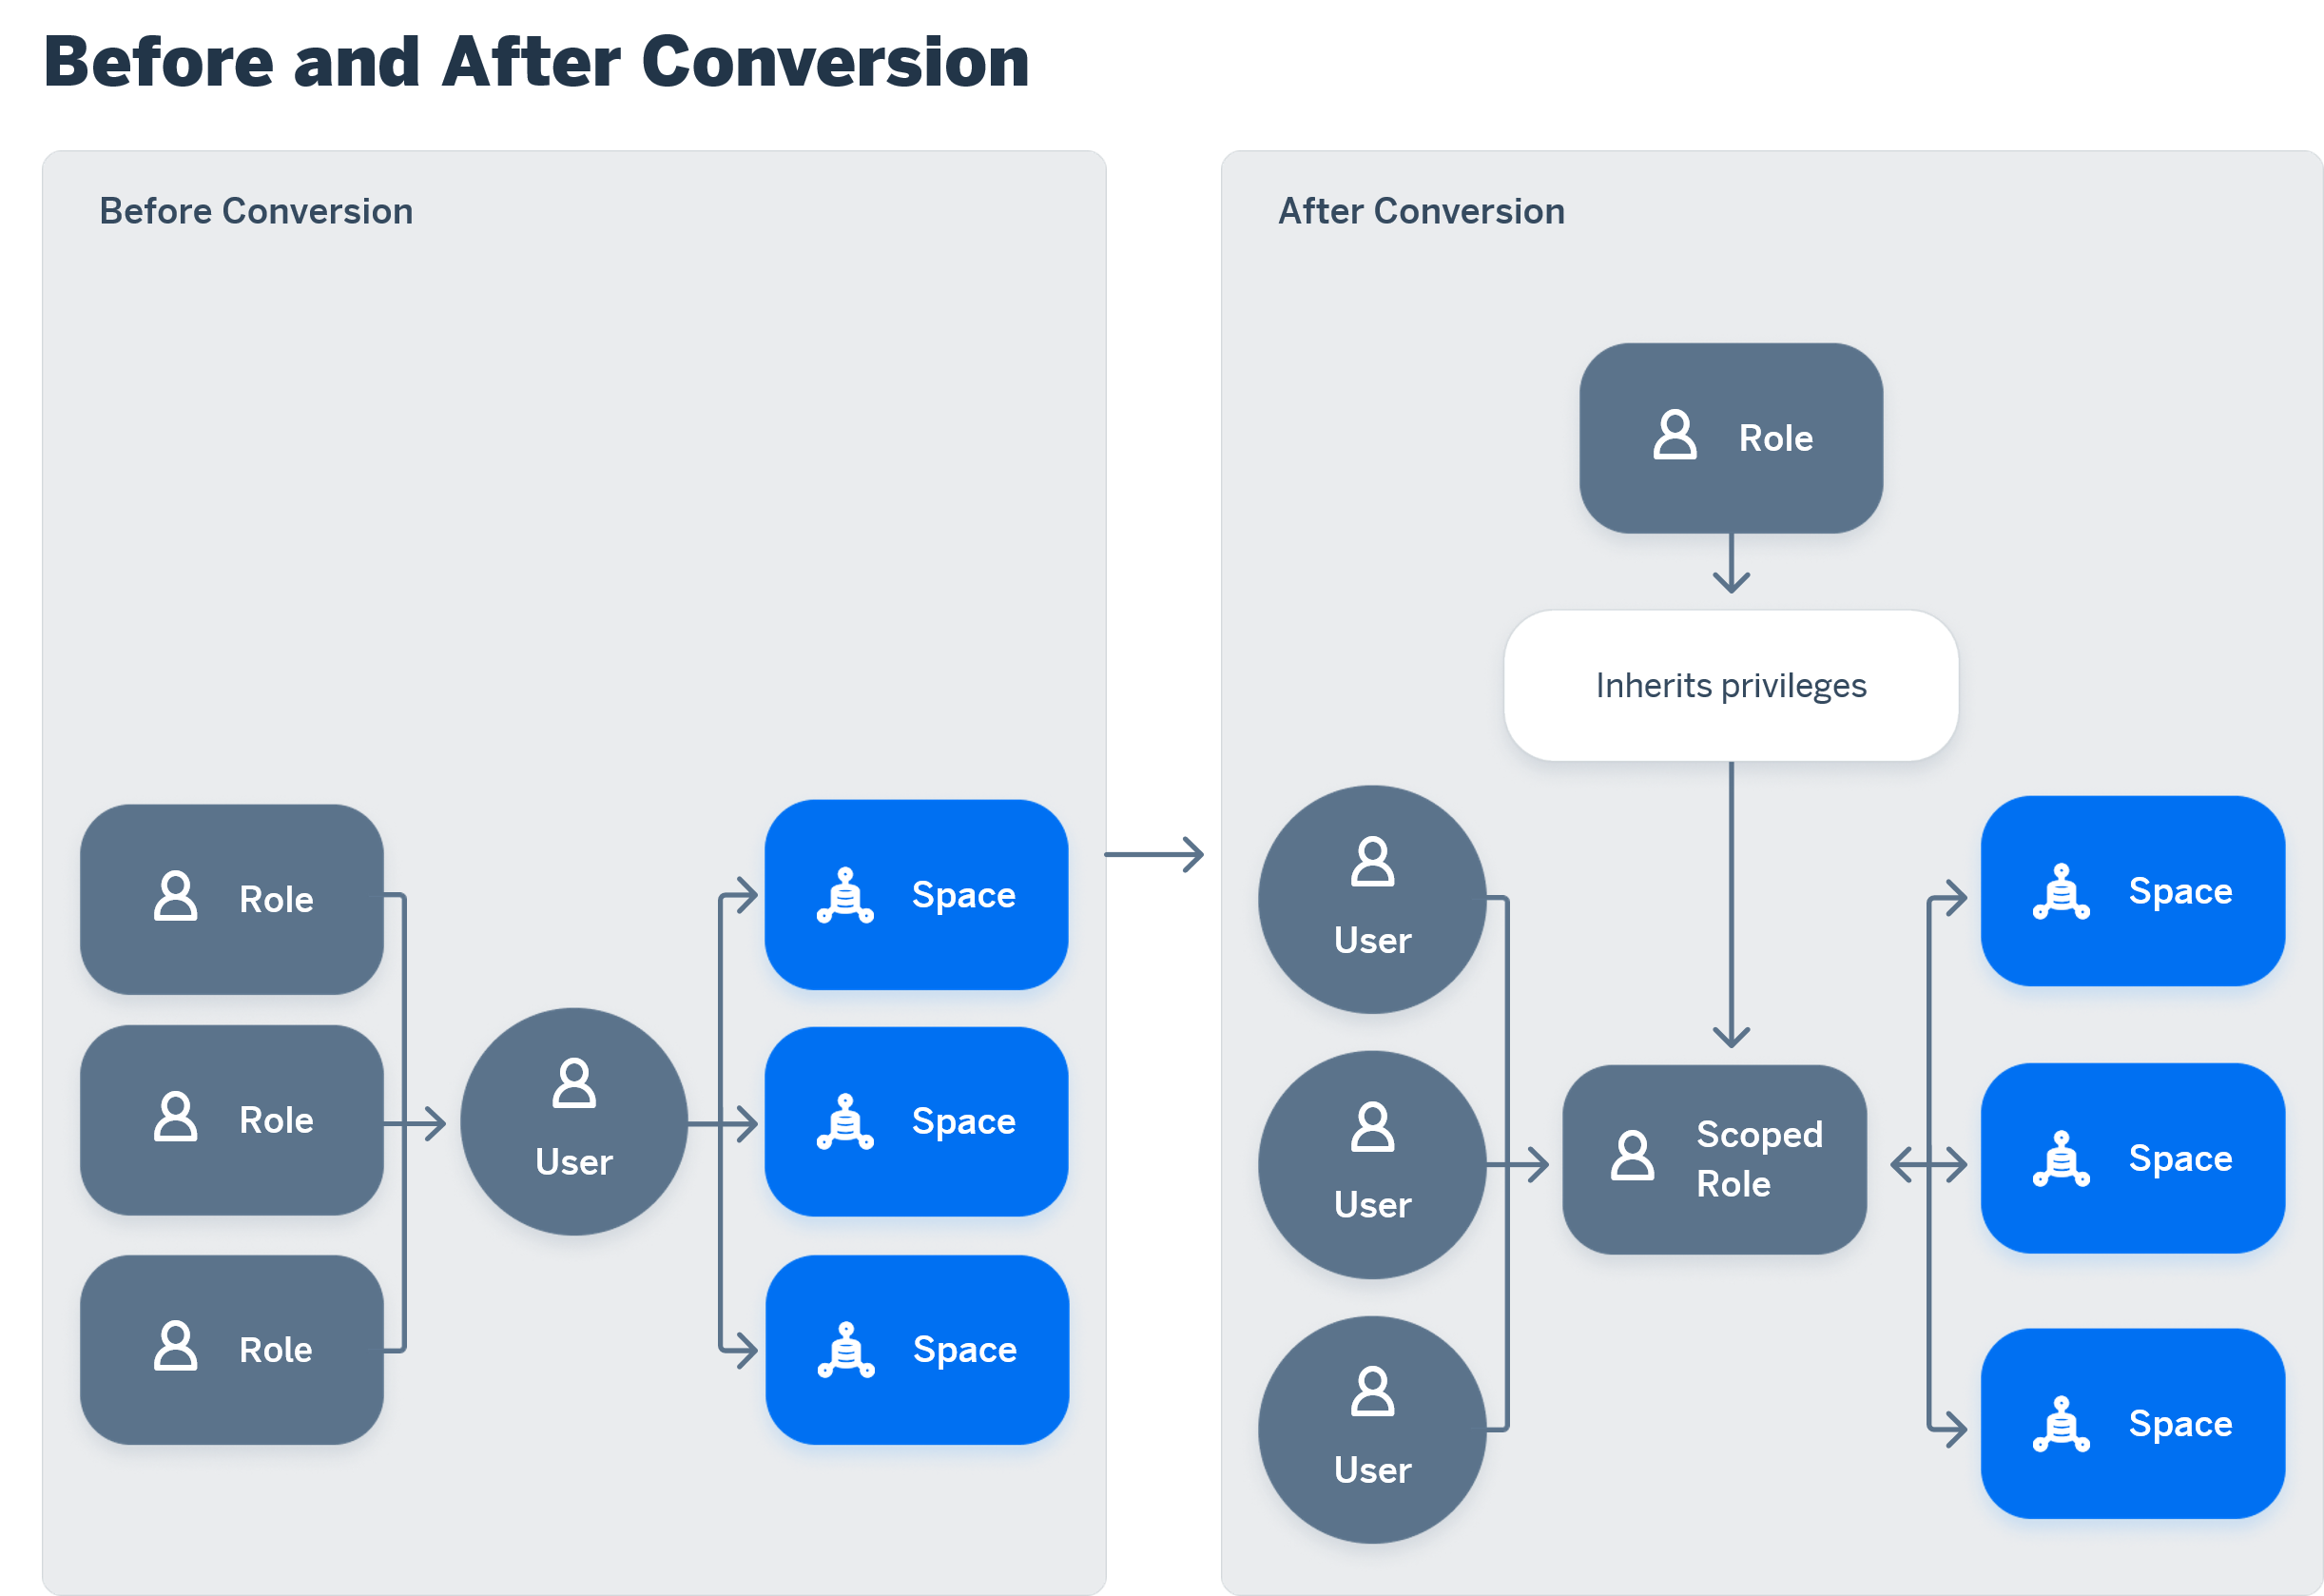 Before and After Conversion
Before Conversion
Role
Role
Role
User
Space
Space
Space
After Conversion
Role
Inherits privileges
User
User
User
Scoped
Role
Space
Space
Space